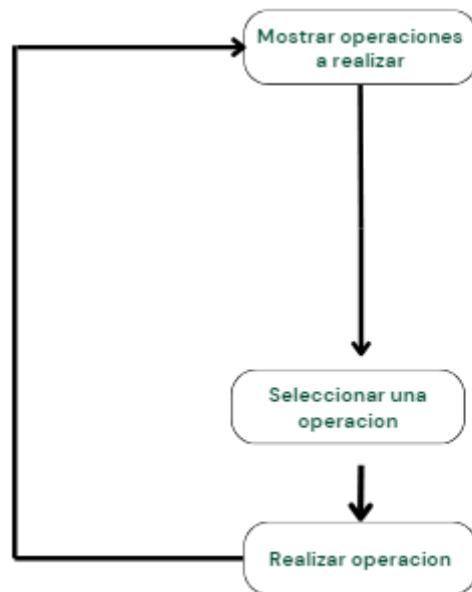 Mostrar operaciones
a realizar
Seleccionar una
operacion
Realizar operacion